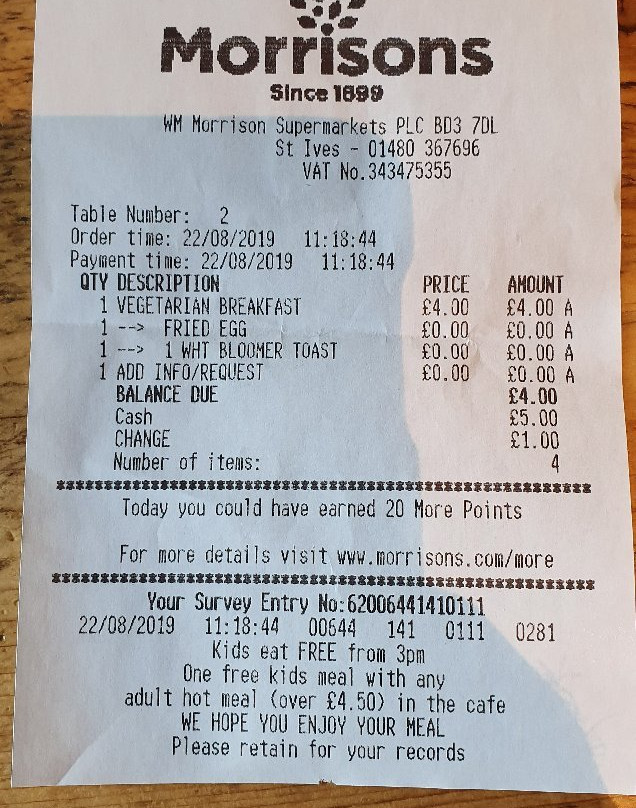 Morrisons
Since 1899
WM Morrison Supermarkets PLC BD3 7DL
St Ives - 01480 367696
VAT No.343475355
Table Number: 2
Order time: 22/08/2019 11:18:44
Payment time: 22/08/2019 11:18:44
QTY DESCRIPTION PRICE AMOUNT
1 VEGETARIAN BREAKFAST £4.00 £4.00 A
1 --> FRIED EGG £0.00 £0.00 A
1 --> 1 WHT BLOOMER TOAST £0.00 £0.00 A
1 ADD INFO/REQUEST £0.00 £0.00 A
BALANCE DUE £4.00
Cash £5.00
CHANGE £1.00
Number of items: 4
************************************************************
Today you could have earned 20 More Points
For more details visit www.morrisons.com/more
************************************************************
Your Survey Entry No:62006441410111
22/08/2019 11:18:44 00644 141 0111 0281
Kids eat FREE from 3pm
One free kids meal with any
adult hot meal (over £4.50) in the cafe
WE HOPE YOU ENJOY YOUR MEAL
Please retain for your records